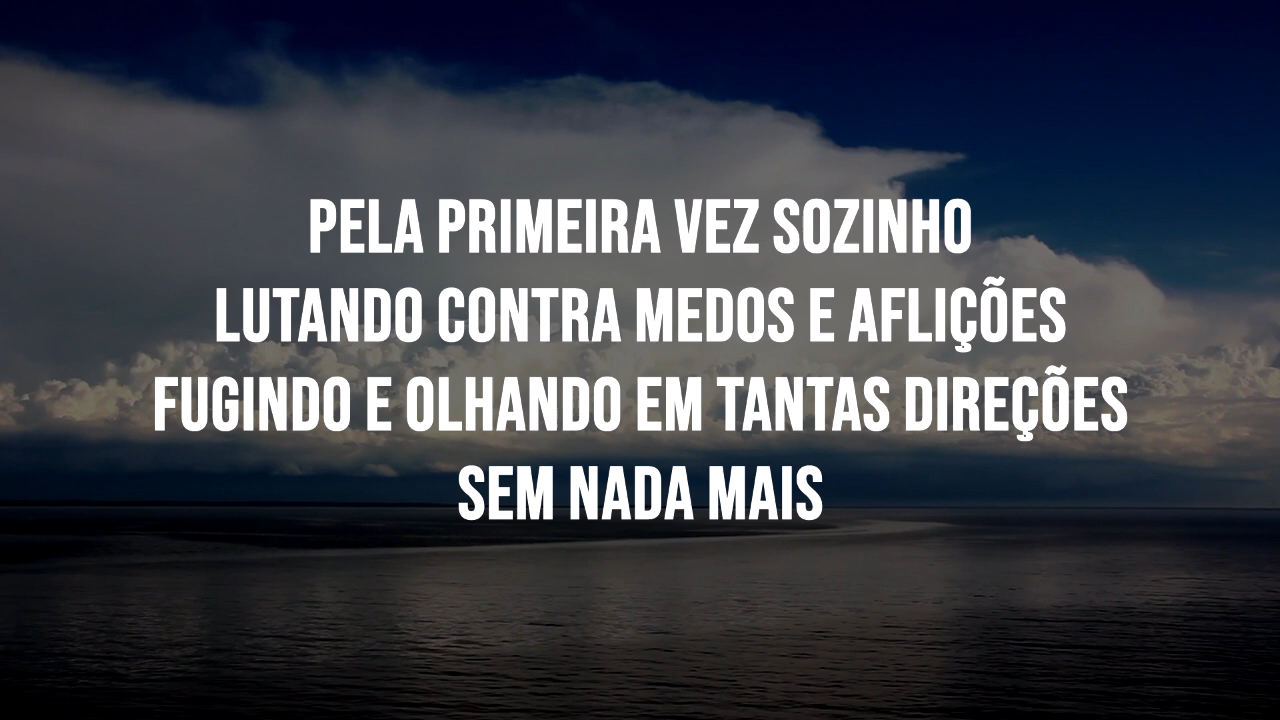 PELA PRIMEIRA VEZ SOZINHO
LUTANDO CONTRA MEDOS E AFLIÇÕES
FUGINDO E OLHANDO EM TANTAS DIREÇÕES
SEM NADA MAIS